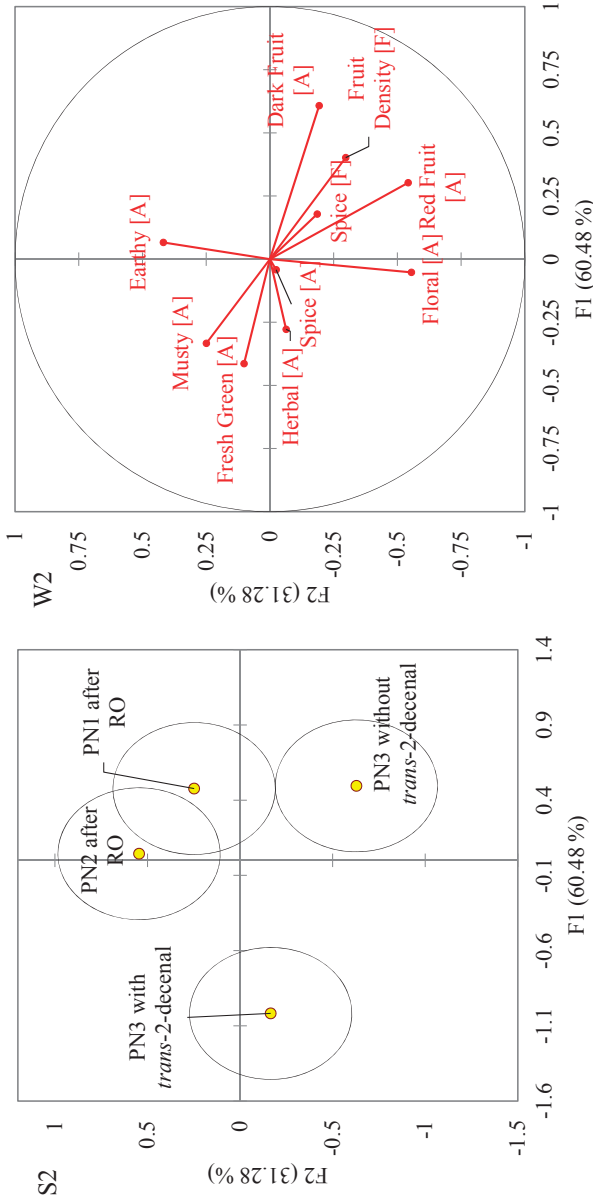 S2
1
0.5
0
-0.5
-1
-1.5
F2 (31.28 %)
PN3 with
trans-2-decenal
PN2 after
RO
PN1 after
RO
PN3 without
trans-2-decenal
-1.6
-1.1
-0.6
-0.1
0.4
0.9
1.4
F1 (60.48 %)
W2
1
0.75
0.5
0.25
0
-0.25
-0.5
-0.75
-1
F2 (31.28 %)
Musty [A]
Earthy [A]
Fresh Green [A]
Herbal [A]
Spice [A]
Floral [A]
Spice [F]
Red Fruit
[A]
Dark Fruit
[A]
Fruit
Density [F]
-1
-0.75
-0.5
-0.25
0
0.25
0.5
0.75
1
F1 (60.48 %)